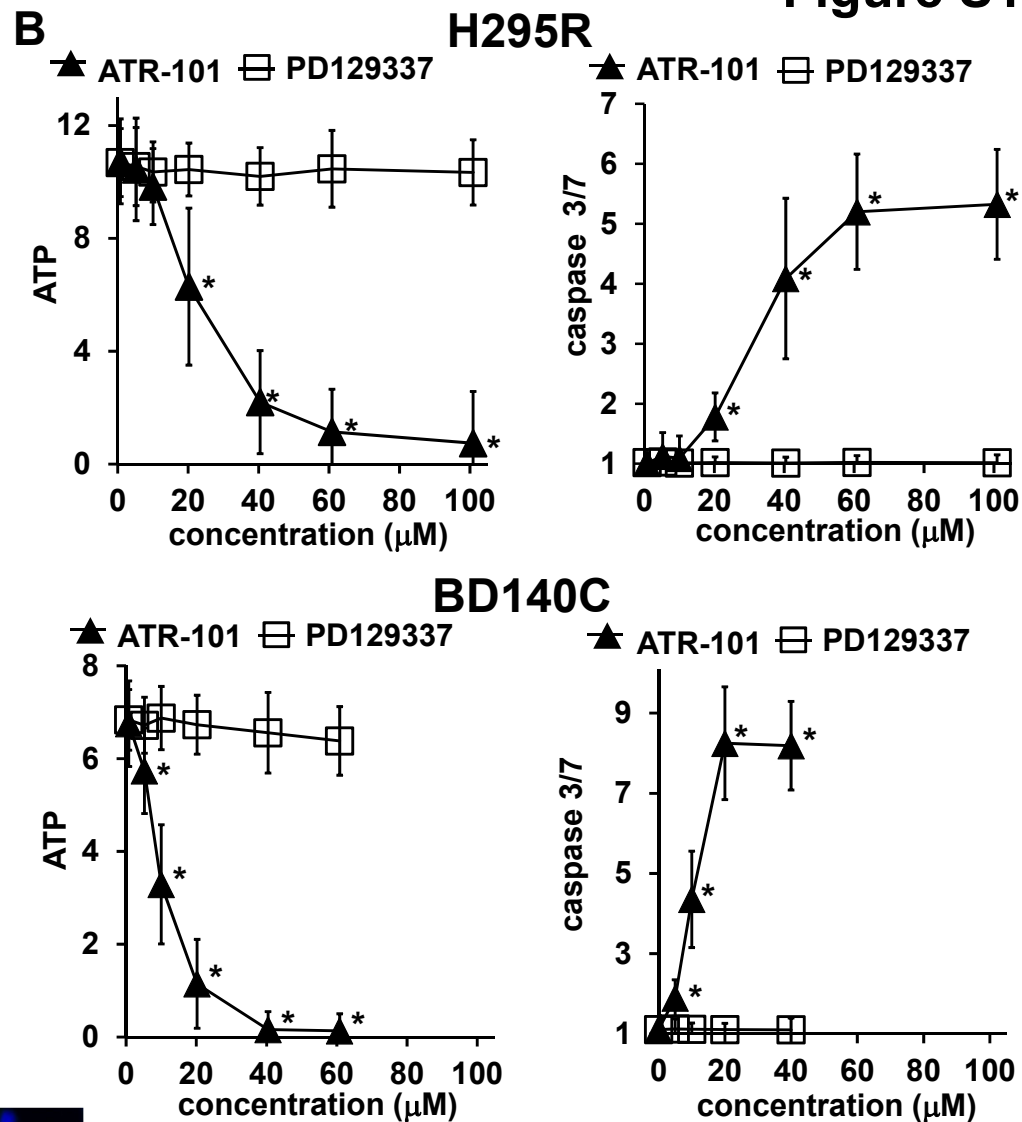 Figure S1
B
H295R
ATR-101 PD129337
ATR-101 PD129337
12
8
4
0
ATP
0 20 40 60 80 100
concentration (μM)
* * * *
7
6
5
4
3
2
1
caspase 3/7
0 20 40 60 80 100
concentration (μM)
* * * *
BD140C
ATR-101 PD129337
ATR-101 PD129337
8
6
4
2
0
ATP
0 20 40 60 80 100
concentration (μM)
* * * * *
9
7
5
3
1
caspase 3/7
0 20 40 60 80 100
concentration (μM)
* * * *